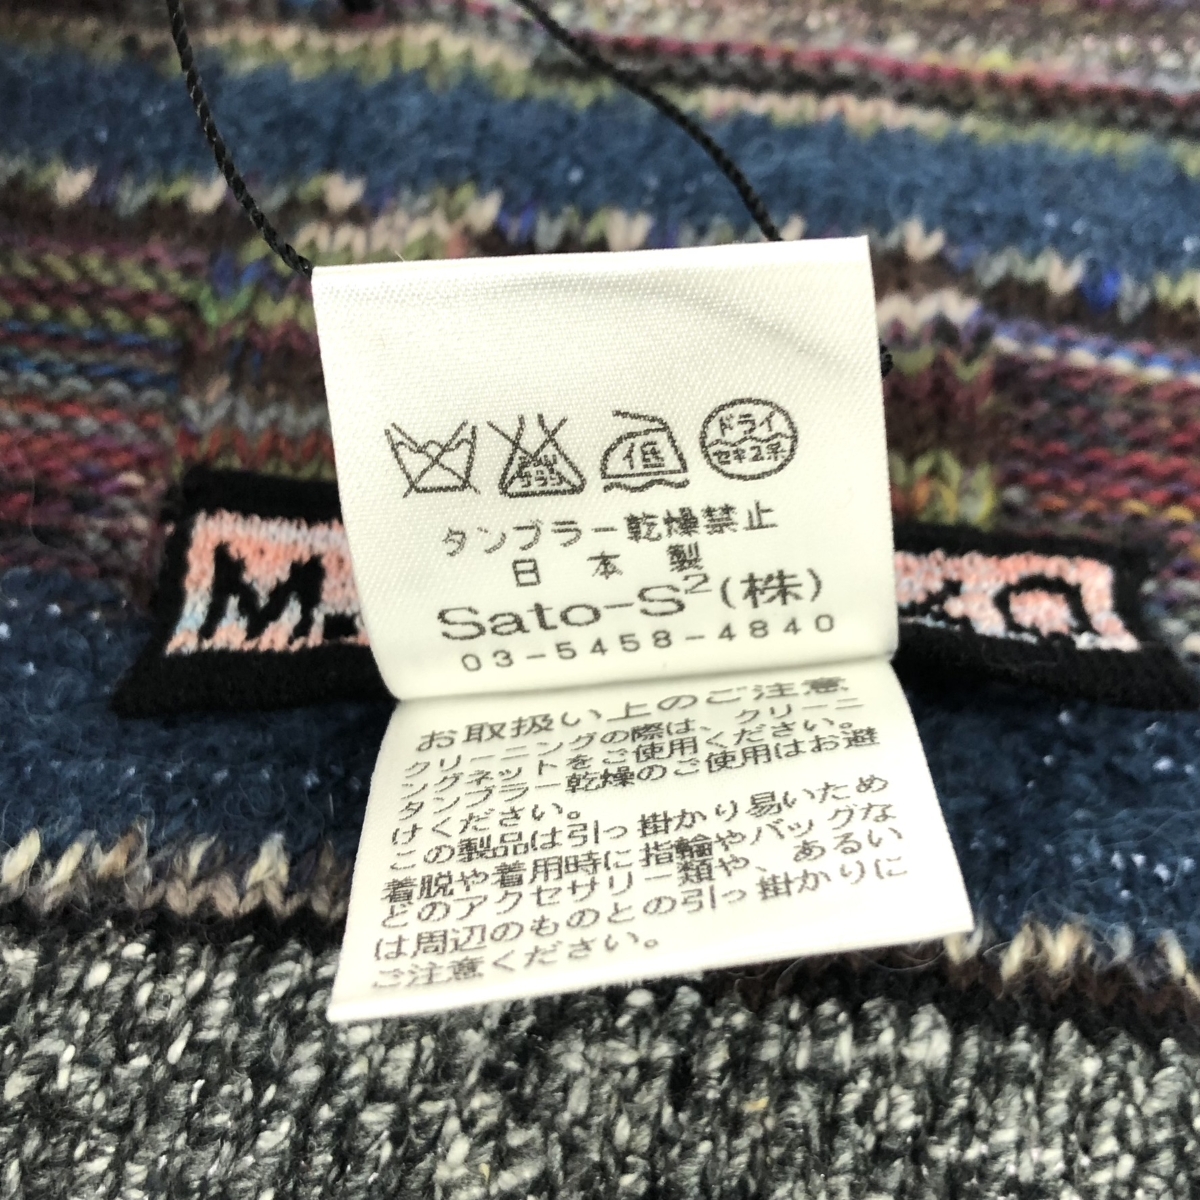 エンソ
サラシ
低
ドライ
セキユ系
タンブラー乾燥禁止
日本製
Sato-S²(株)
03-5458-4840
お取扱い上のご注意
クリーニングの際は、クリーニ
ングネットをご使用ください。
タンブラー乾燥のご使用はお避
けください。
この製品は引っ掛かり易いため
着脱や着用時に指輪やバッグな
どのアクセサリー類や、あるい
は周辺のものとの引っ掛かりに
ご注意ください。